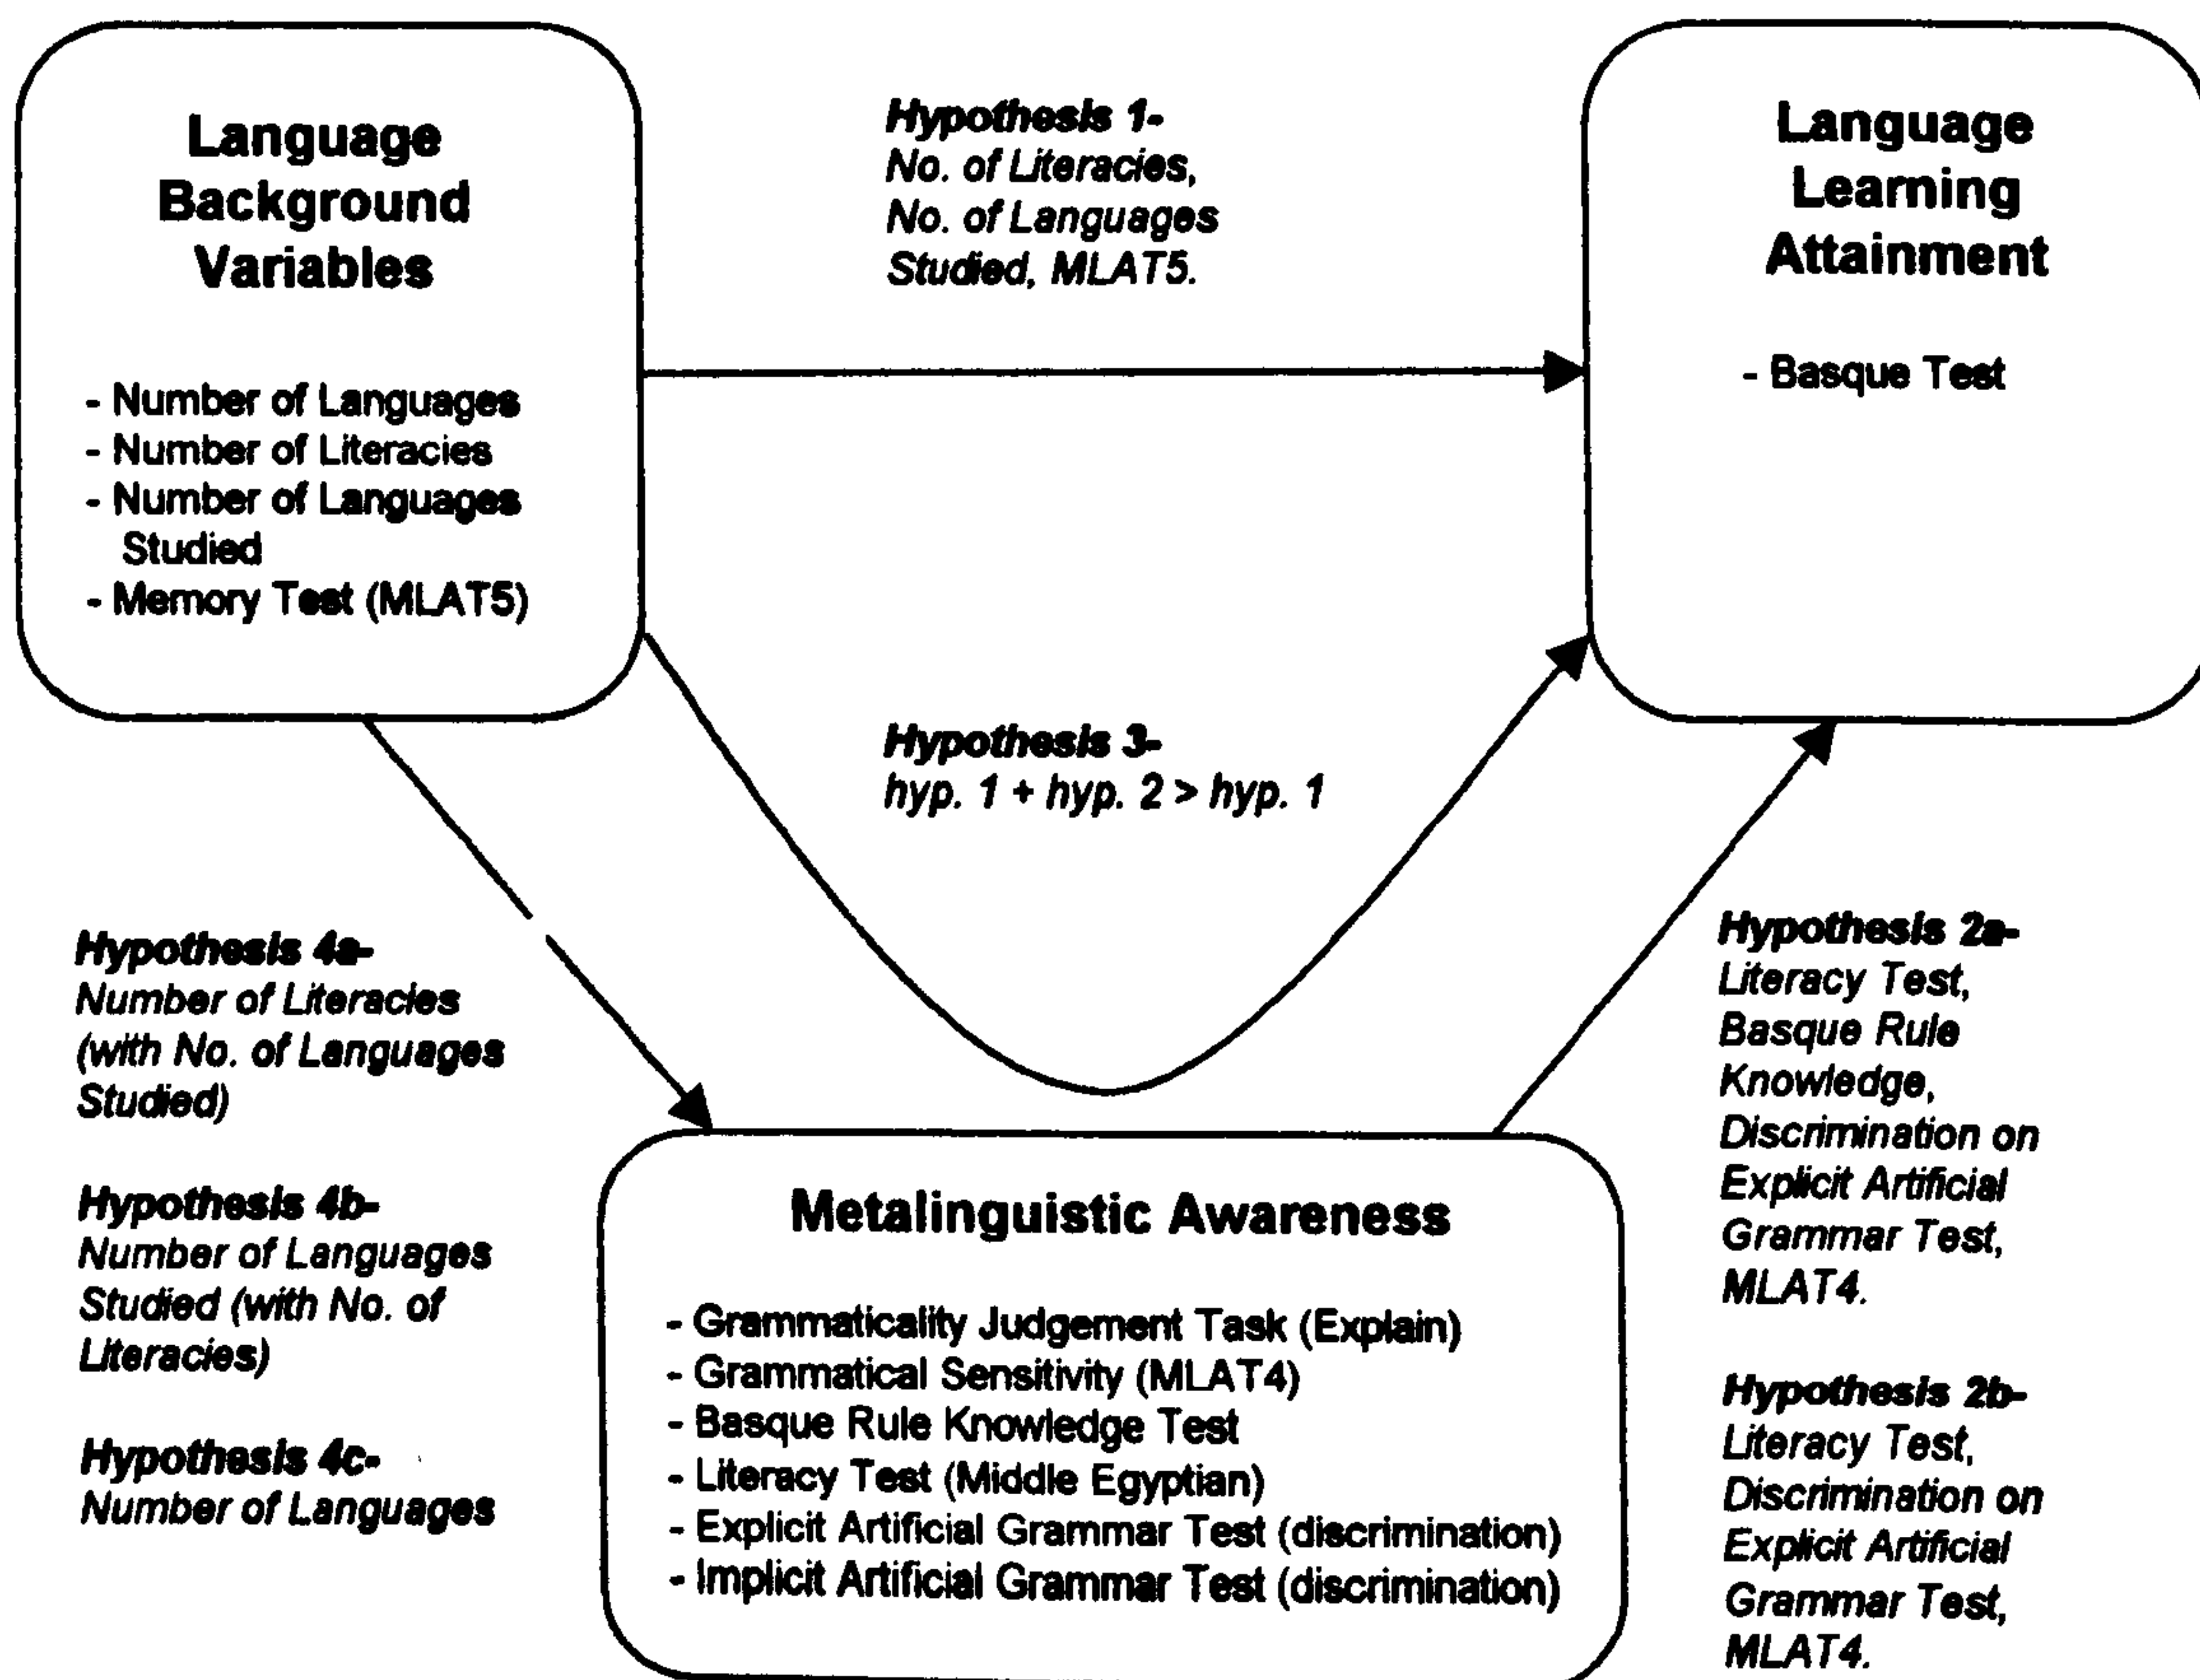 Language
Background
Variables
- Number of Languages
- Number of Literacies
- Number of Languages
Studied
- Memory Test (MLAT5)
Hypothesis 1-
No. of Literacies,
No. of Languages
Studied, MLAT5.
Language
Learning
Attainment
- Basque Test
Hypothesis 3-
hyp. 1 + hyp. 2 > hyp. 1
Hypothesis 4a-
Number of Literacies
(with No. of Languages
Studied)
Hypothesis 4b-
Number of Languages
Studied (with No. of
Literacies)
Hypothesis 4c-
Number of Languages
Metalinguistic Awareness
- Grammaticality Judgement Task (Explain)
- Grammatical Sensitivity (MLAT4)
- Basque Rule Knowledge Test
- Literacy Test (Middle Egyptian)
- Explicit Artificial Grammar Test (discrimination)
- Implicit Artificial Grammar Test (discrimination)
Hypothesis 2a-
Literacy Test,
Basque Rule
Knowledge,
Discrimination on
Explicit Artificial
Grammar Test,
MLAT4.
Hypothesis 2b-
Literacy Test,
Discrimination on
Explicit Artificial
Grammar Test,
MLAT4.